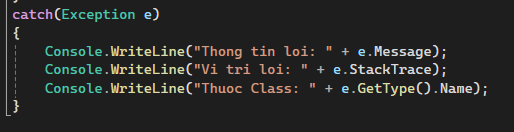 catch(Exception e)
{
Console.WriteLine("Thong tin loi: " + e.Message);
Console.WriteLine("Vi tri loi: " + e.StackTrace);
Console.WriteLine("Thuoc Class: " + e.GetType().Name);
}